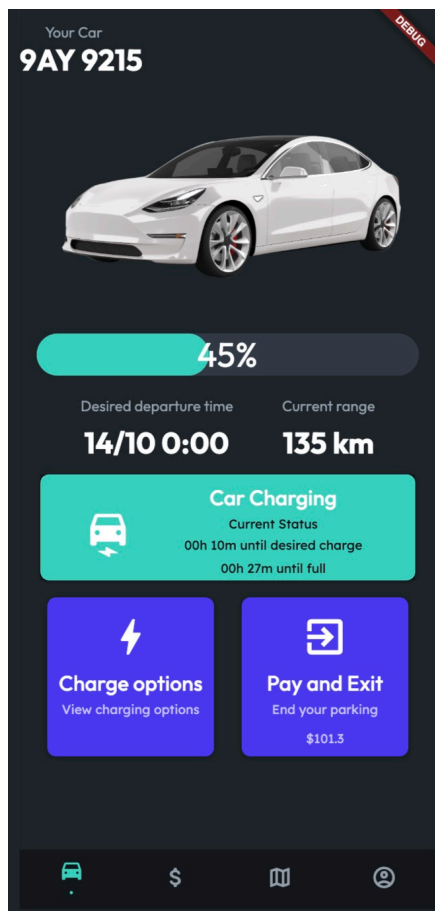 Your Car
9AY 9215
DEBUG
45%
Desired departure time
Current range
14/10 0:00
135 km
Car Charging
Current Status
00h 10m until desired charge
00h 27m until full
Charge options
View charging options
Pay and Exit
End your parking
$101.3